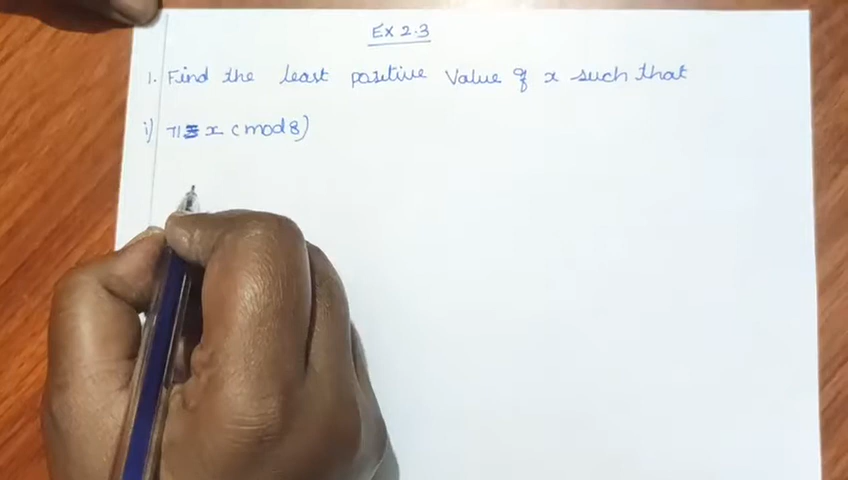 Ex 2.3
1. Find the least positive value of x such that
i) 71 ≡ x (mod 8)